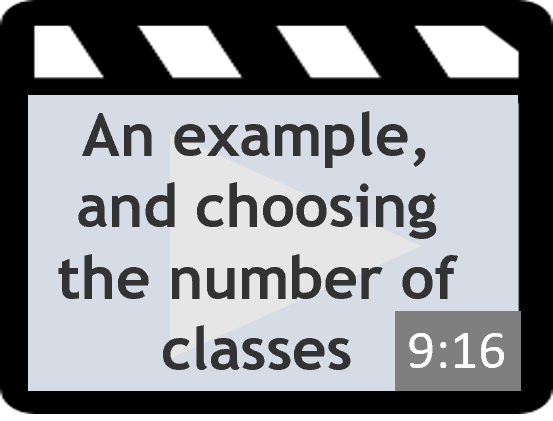 An example,
and choosing
the number of
classes
9:16